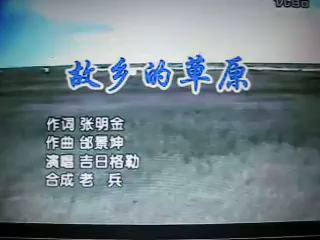 故乡的草原
作词 张明金
作曲 邰景坤
演唱 吉日格勒
合成 老 兵